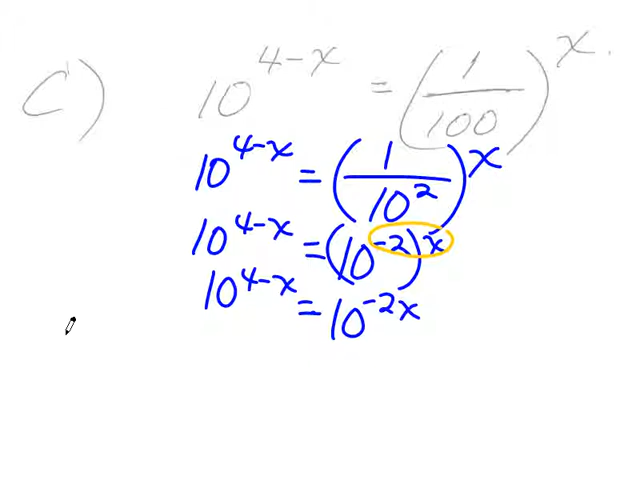 C) 10^{4-x} = (1/100)^x.
10^{4-x} = (1/10^2)^x
10^{4-x} = (10^{-2})^x
10^{4-x} = 10^{-2x}